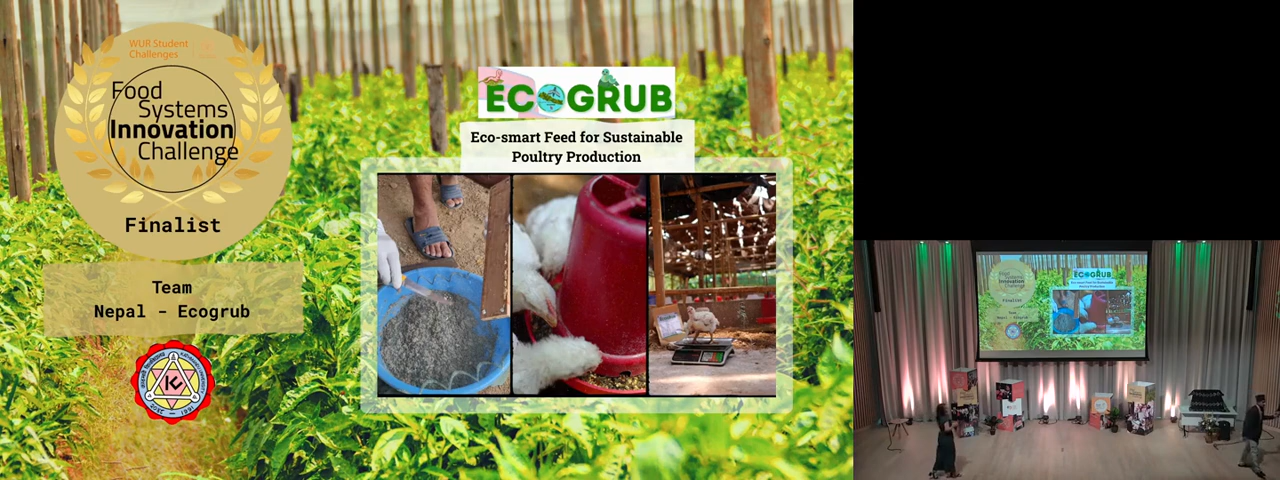 WUR Student
Challenges
Food
Systems
Innovation
Challenge
Finalist
Team
Nepal - Ecogrub
ECOGRUB
Eco-smart Feed for Sustainable
Poultry Production